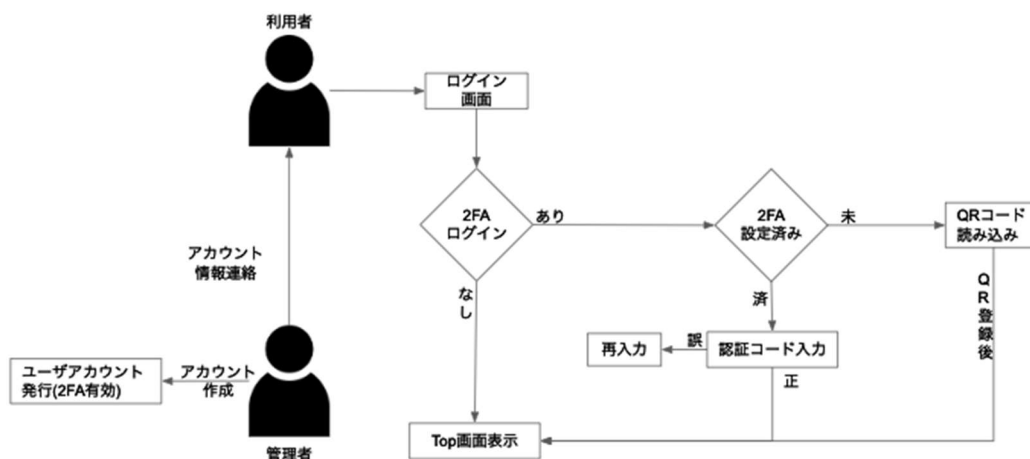 利用者
ログイン
画面
2FA
ログイン
あり
2FA
設定済み
未
QRコード
読み込み
アカウント
情報連絡
なし
済
QR登録後
再入力
誤
認証コード入力
正
ユーザアカウント
発行(2FA有効)
アカウント
作成
Top画面表示
管理者